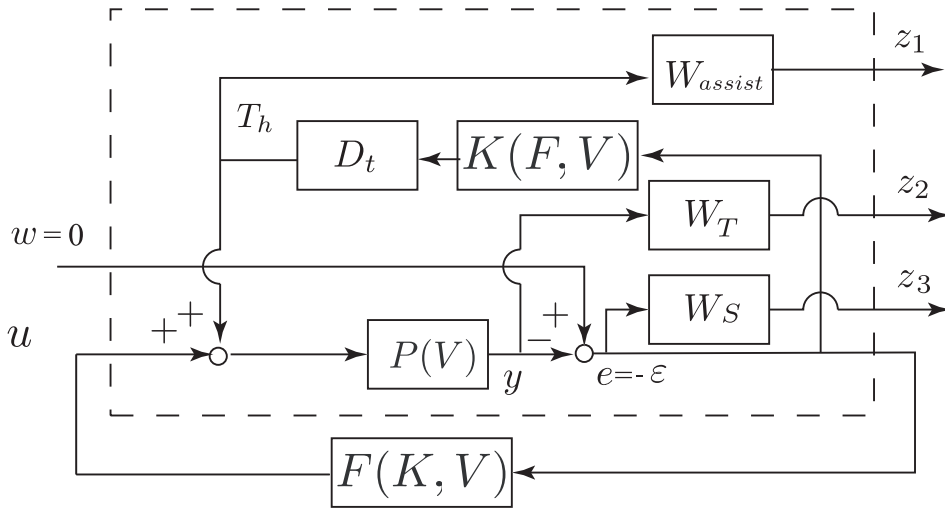 z₁
W_assist
T_h
D_t
K(F, V)
z₂
W_T
w = 0
z₃
W_S
+
+
+
u
P(V)
−
y
e = - ε
F(K, V)